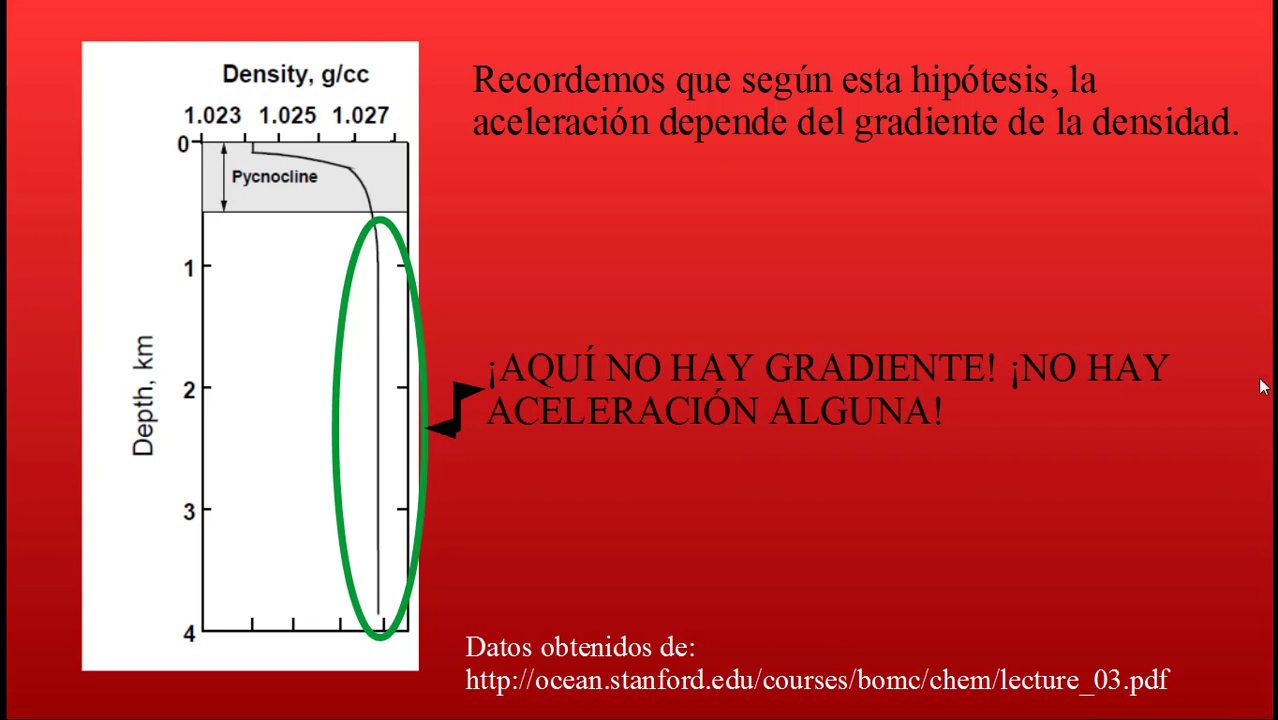 Density, g/cc
1.023 1.025 1.027
0
Pycnocline
1
2
3
4
Depth, km
Recordemos que según esta hipótesis, la
aceleración depende del gradiente de la densidad.
¡AQUÍ NO HAY GRADIENTE! ¡NO HAY
ACELERACIÓN ALGUNA!
Datos obtenidos de:
http://ocean.stanford.edu/courses/bomc/chem/lecture_03.pdf